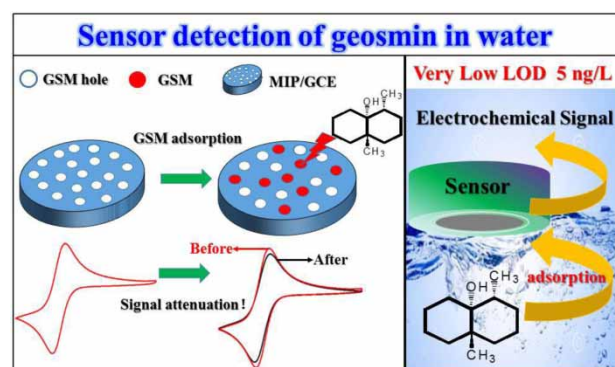 Sensor detection of geosmin in water
GSM hole
GSM
MIP/GCE
GSM adsorption
OH
CH₃
CH₃
Before
After
Signal attenuation!
Very Low LOD 5 ng/L
Electrochemical Signal
Sensor
adsorption
CH₃
OH
CH₃